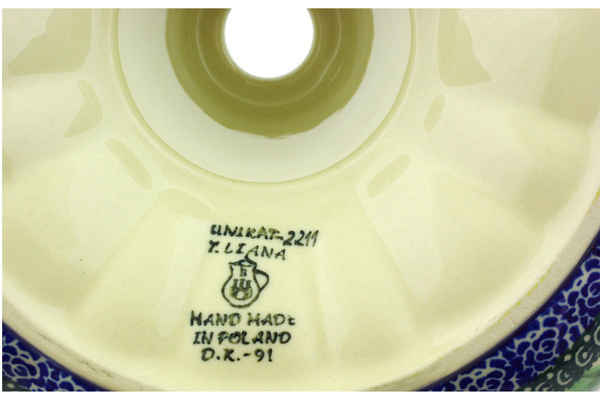 UNIKAT-2211
T. LIANA
HAND MADE
IN POLAND
D.K.-91